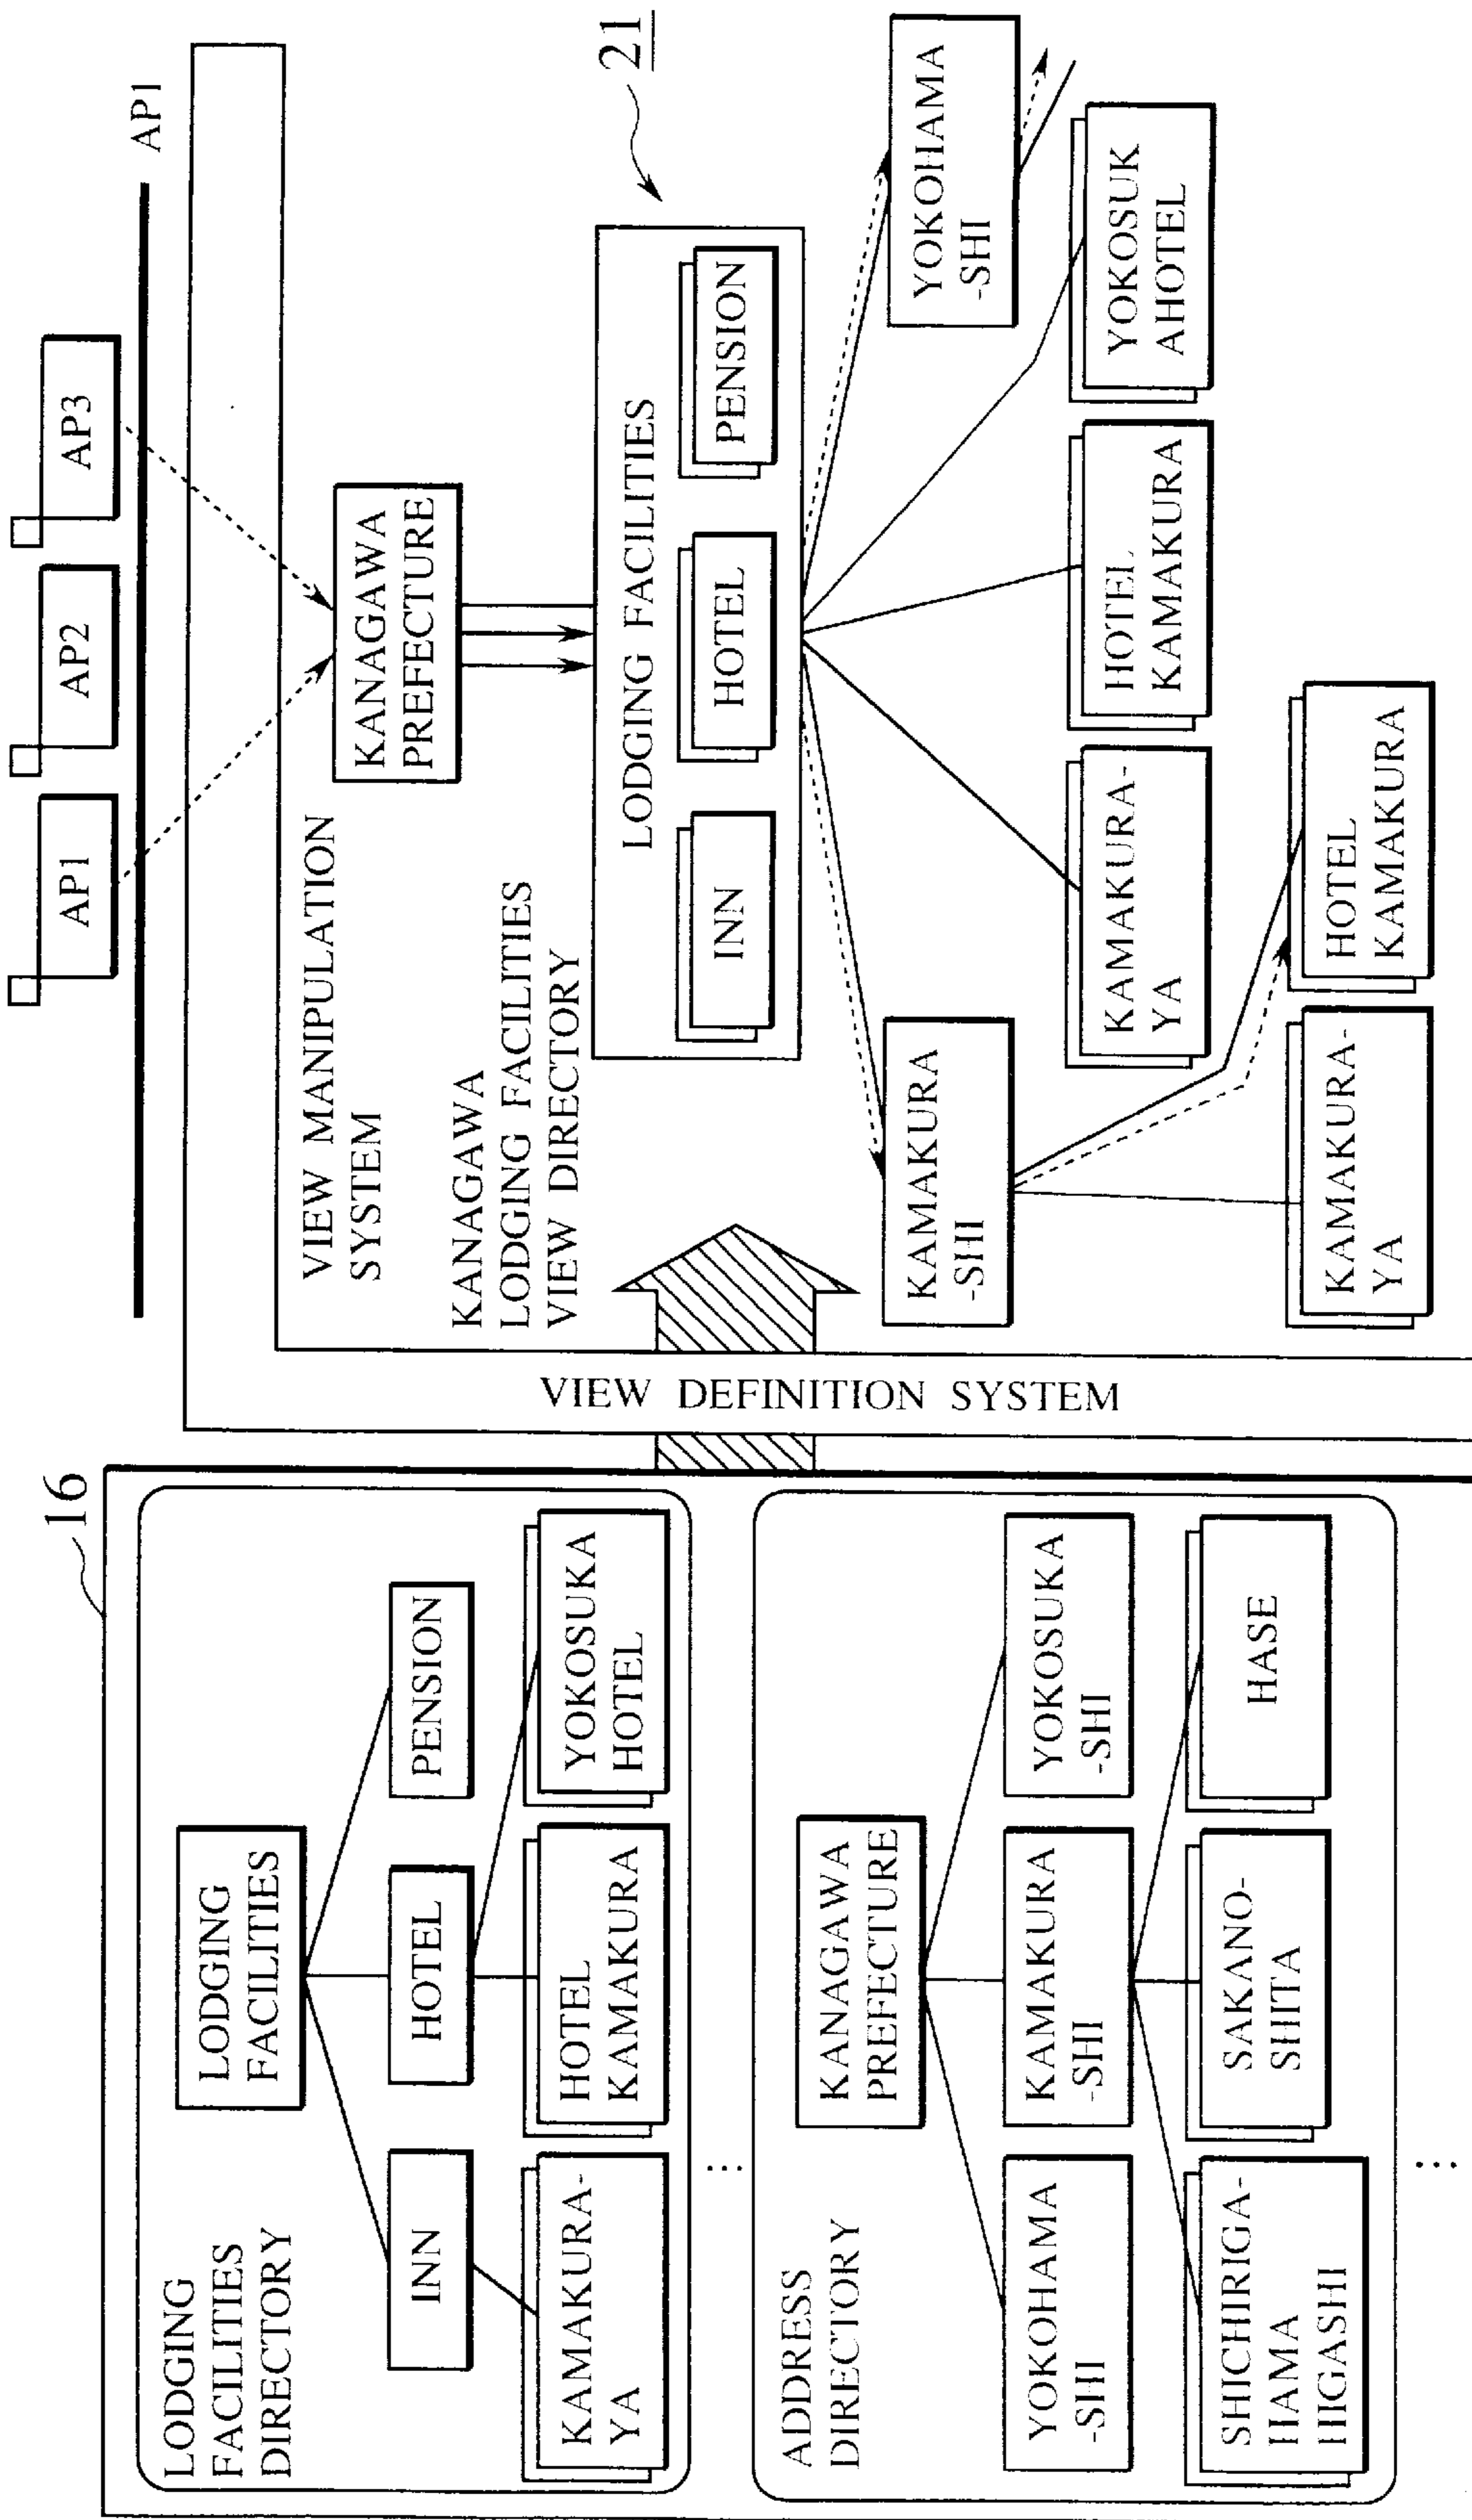 16
LODGING
FACILITIES
DIRECTORY
LODGING
FACILITIES
INN
HOTEL
PENSION
KAMAKURA-
YA
HOTEL
KAMAKURA
YOKOSUKA
HOTEL
...
ADDRESS
DIRECTORY
KANAGAWA
PREFECTURE
YOKOHAMA
-SHI
KAMAKURA
-SHI
YOKOSUKA
-SHI
SHICHIRIGA-
HAMA
HIGASHI
SAKANO-
SHITA
HASE
...
VIEW DEFINITION SYSTEM
AP1
AP2
AP3
AP1
VIEW MANIPULATION
SYSTEM
KANAGAWA
PREFECTURE
KANAGAWA
LODGING FACILITIES
VIEW DIRECTORY
21
LODGING FACILITIES
INN
HOTEL
PENSION
KAMAKURA
-SHI
YOKOHAMA
-SHI
KAMAKURA-
YA
HOTEL
KAMAKURA
YOKOSUK
AHOTEL
KAMAKURA-
YA
HOTEL
KAMAKURA